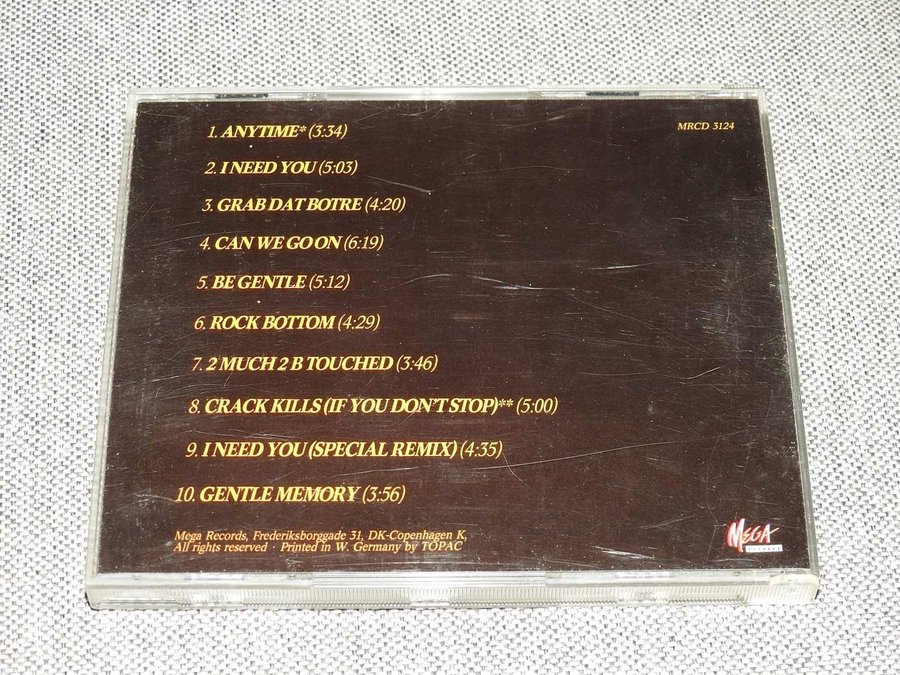 MRCD 3124
1. ANYTIME* (3:34)
2. I NEED YOU (5:03)
3. GRAB DAT BOTRE (4:20)
4. CAN WE GO ON (6:19)
5. BE GENTLE (5:12)
6. ROCK BOTTOM (4:29)
7. 2 MUCH 2 B TOUCHED (3:46)
8. CRACK KILLS (IF YOU DON'T STOP)** (5:00)
9. I NEED YOU (SPECIAL REMIX) (4:35)
10. GENTLE MEMORY (3:56)
Mega Records, Frederiksborggade 31, DK-Copenhagen K,
All rights reserved · Printed in W. Germany by TOPAC
MEGA
RECORDS